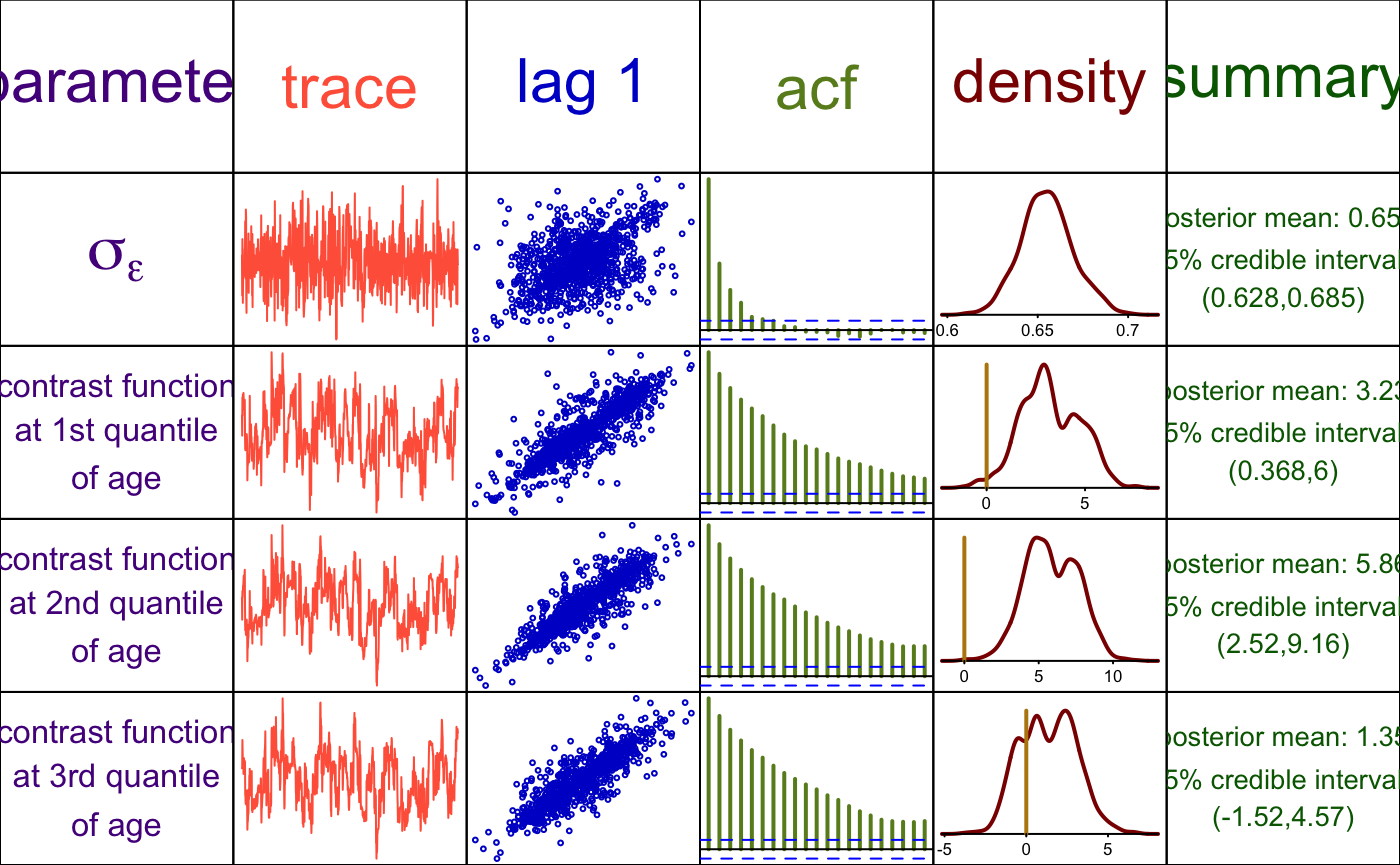 paramete
trace
lag 1
acf
density
summary
σε
0.6 0.65 0.7
osterior mean: 0.65
5% credible interva
(0.628,0.685)
contrast function
at 1st quantile
of age
0 5
posterior mean: 3.23
5% credible interva
(0.368,6)
contrast function
at 2nd quantile
of age
0 5 10
posterior mean: 5.86
5% credible interva
(2.52,9.16)
contrast function
at 3rd quantile
of age
-5 0 5
posterior mean: 1.35
5% credible interva
(-1.52,4.57)